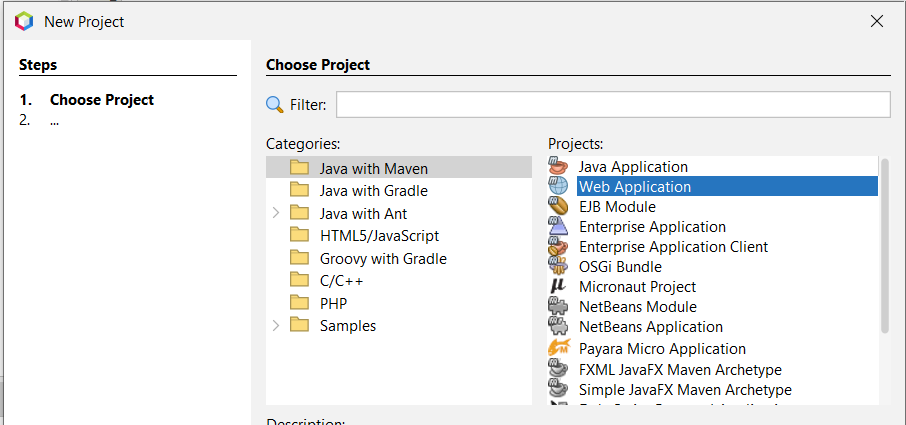 New Project
Steps
1. Choose Project
2. ...
Choose Project
Filter:
Categories:
Java with Maven
Java with Gradle
Java with Ant
HTML5/JavaScript
Groovy with Gradle
C/C++
PHP
Samples
Projects:
Java Application
Web Application
EJB Module
Enterprise Application
Enterprise Application Client
OSGi Bundle
Micronaut Project
NetBeans Module
NetBeans Application
Payara Micro Application
FXML JavaFX Maven Archetype
Simple JavaFX Maven Archetype
Description: